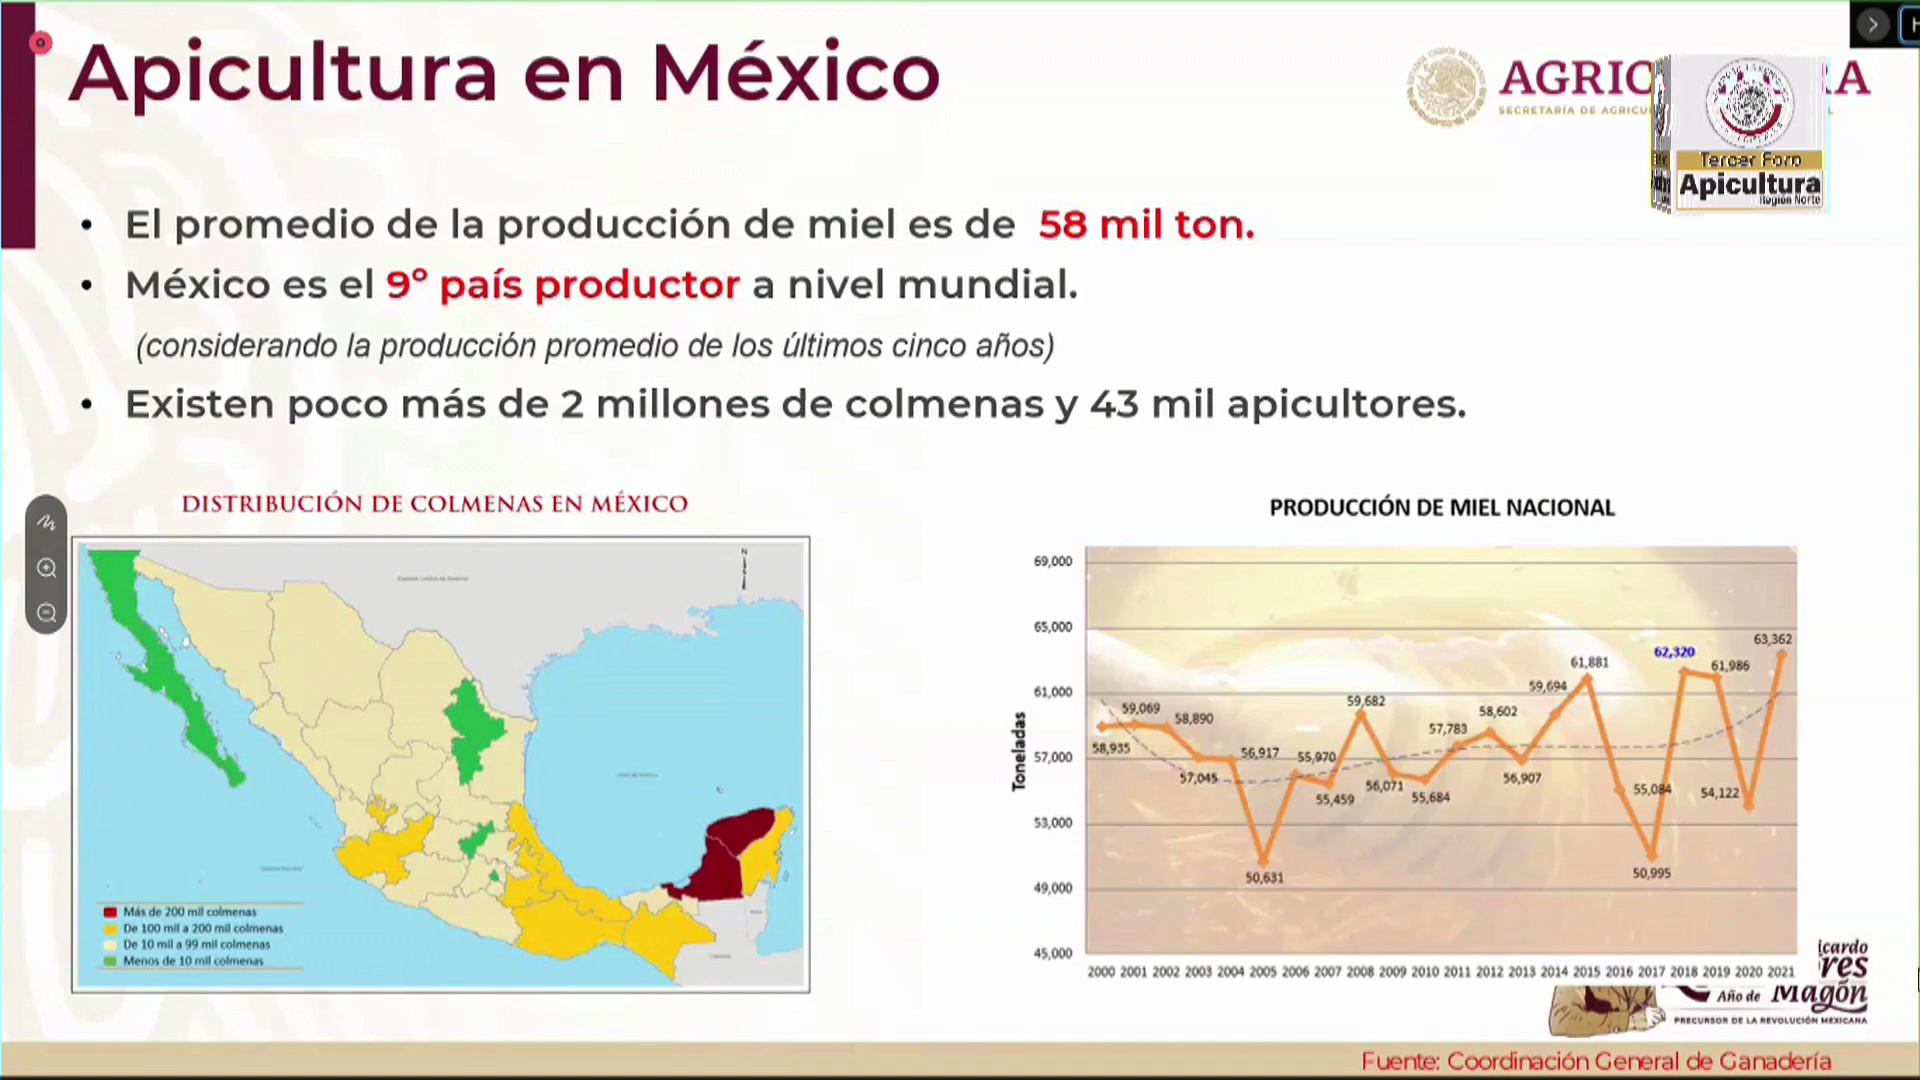 Apicultura en México
AGRIC RA
SECRETARÍA DE AGRICU
Tercer Foro
Apicultura
Región Norte
• El promedio de la producción de miel es de 58 mil ton.
• México es el 9º país productor a nivel mundial.
(considerando la producción promedio de los últimos cinco años)
• Existen poco más de 2 millones de colmenas y 43 mil apicultores.
DISTRIBUCIÓN DE COLMENAS EN MÉXICO
N
Más de 200 mil colmenas
De 100 mil a 200 mil colmenas
De 10 mil a 99 mil colmenas
Menos de 10 mil colmenas
PRODUCCIÓN DE MIEL NACIONAL
Toneladas
69,000
65,000
61,000
57,000
53,000
49,000
45,000
58,935
59,069
58,890
57,045
56,917
50,631
55,970
55,459
59,682
56,071
55,684
57,783
58,602
56,907
59,694
61,881
55,084
50,995
62,320
61,986
54,122
63,362
2000 2001 2002 2003 2004 2005 2006 2007 2008 2009 2010 2011 2012 2013 2014 2015 2016 2017 2018 2019 2020 2021
icardo
res
Año de Magón
PRECURSOR DE LA REVOLUCIÓN MEXICANA
Fuente: Coordinación General de Ganadería